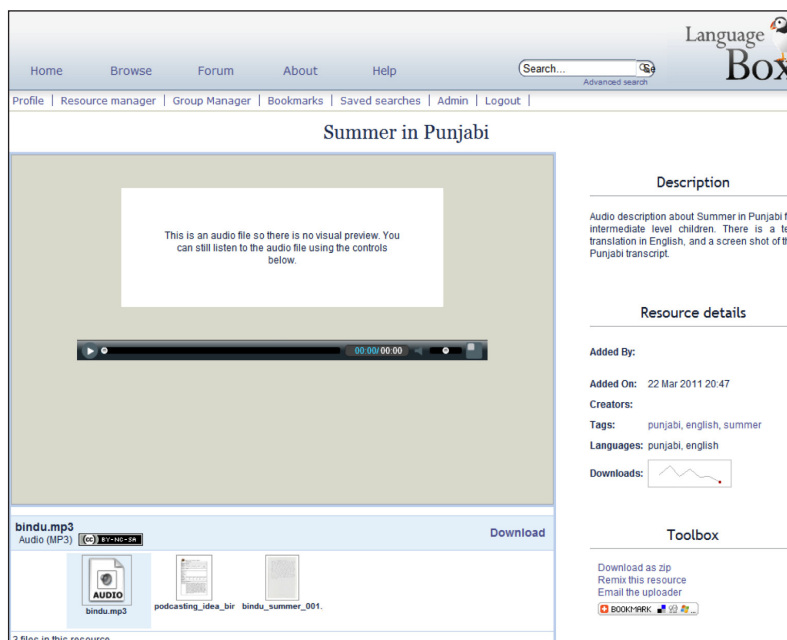 Language
Box
Home Browse Forum About Help
Search...
Advanced search
Profile | Resource manager | Group Manager | Bookmarks | Saved searches | Admin | Logout |
Summer in Punjabi
This is an audio file so there is no visual preview. You
can still listen to the audio file using the controls
below.
00:00/00:00
bindu.mp3
Audio (MP3) (cc) BY-NC-SA
Download
AUDIO
bindu.mp3 podcasting_idea_bir bindu_summer_001.
3 files in this resource
Description
Audio description about Summer in Punjabi
intermediate level children. There is a
translation in English, and a screen shot of
Punjabi transcript.
Resource details
Added By:
Added On: 22 Mar 2011 20:47
Creators:
Tags: punjabi, english, summer
Languages: punjabi, english
Downloads:
Toolbox
Download as zip
Remix this resource
Email the uploader
BOOKMARK